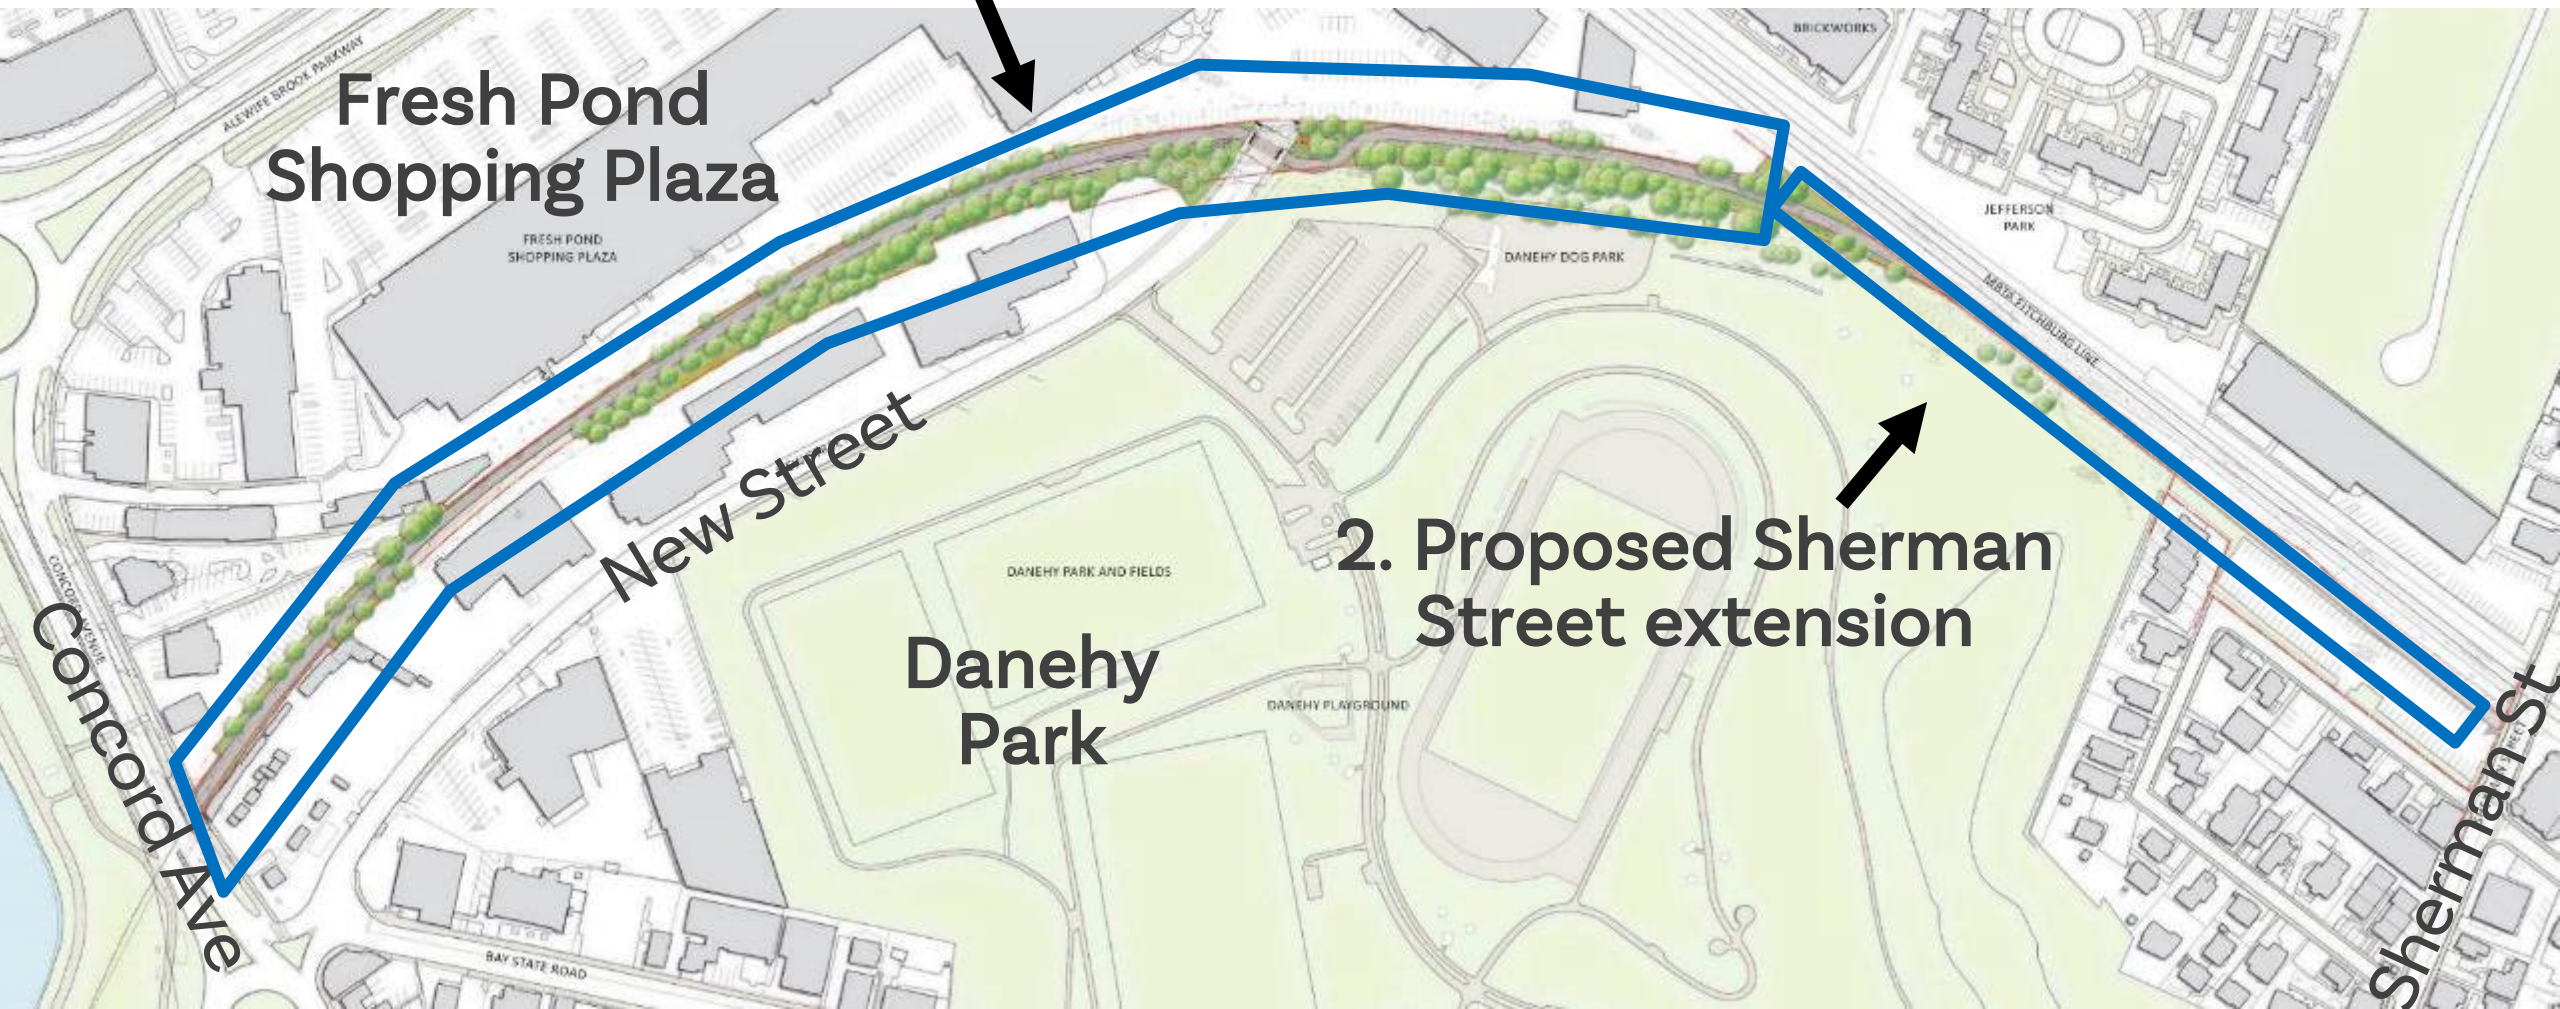 BRICKWORKS
ALEWIFE BROOK PARKWAY
Fresh Pond
Shopping Plaza
FRESH POND
SHOPPING PLAZA
JEFFERSON
PARK
DANEHY DOG PARK
MBTA FITCHBURG LINE
New Street
2. Proposed Sherman
Street extension
DANEHY PARK AND FIELDS
CONCORD AVENUE
Concord Ave
Danehy
Park
DANEHY PLAYGROUND
Sherman St
BAY STATE ROAD